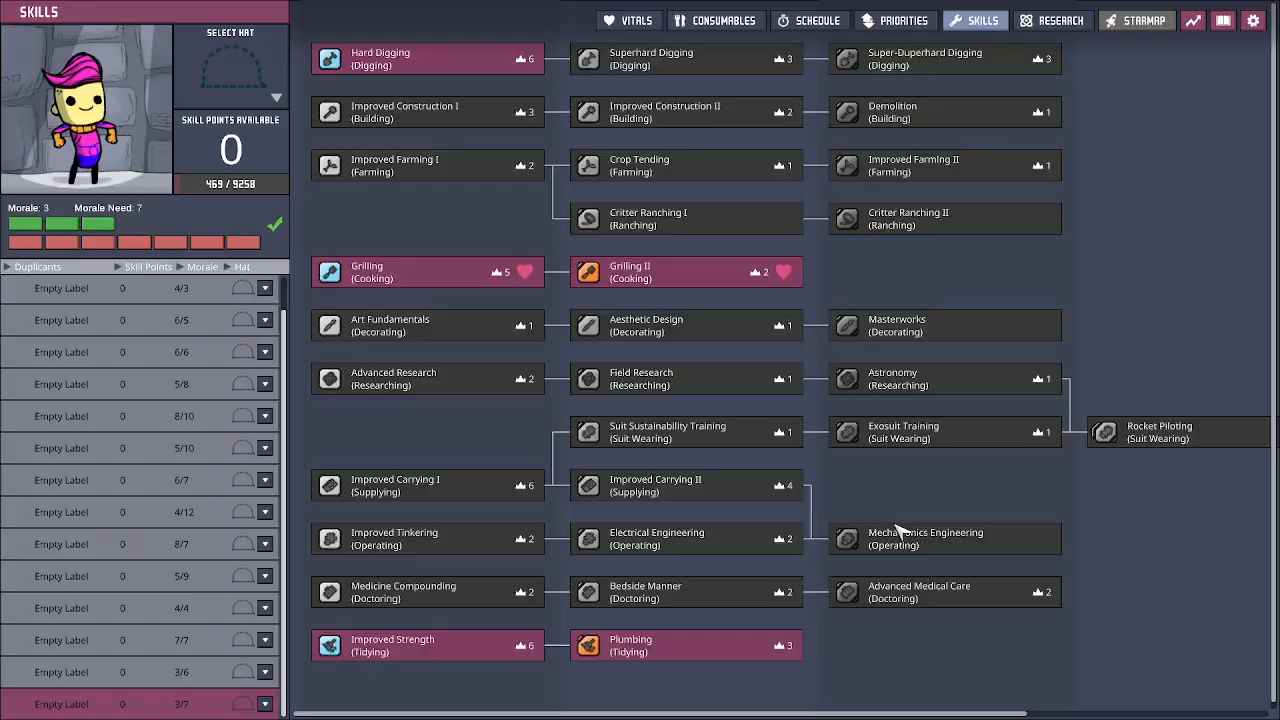 SKILLS
VITALS
CONSUMABLES
SCHEDULE
PRIORITIES
SKILLS
RESEARCH
STARMAP
SELECT HAT
SKILL POINTS AVAILABLE
0
469 / 9258
Morale: 3 Morale Need: 7
Duplicants Skill Points Morale Hat
Empty Label 0 4/3
Empty Label 0 6/5
Empty Label 0 6/6
Empty Label 0 5/8
Empty Label 0 8/10
Empty Label 0 5/10
Empty Label 0 6/7
Empty Label 0 4/12
Empty Label 0 8/7
Empty Label 0 5/9
Empty Label 0 4/4
Empty Label 0 7/7
Empty Label 0 3/6
Empty Label 0 3/7
Hard Digging
(Digging)
6
Superhard Digging
(Digging)
3
Super-Duperhard Digging
(Digging)
3
Improved Construction I
(Building)
3
Improved Construction II
(Building)
2
Demolition
(Building)
1
Improved Farming I
(Farming)
2
Crop Tending
(Farming)
1
Improved Farming II
(Farming)
1
Critter Ranching I
(Ranching)
Critter Ranching II
(Ranching)
Grilling
(Cooking)
5
Grilling II
(Cooking)
2
Art Fundamentals
(Decorating)
1
Aesthetic Design
(Decorating)
1
Masterworks
(Decorating)
Advanced Research
(Researching)
2
Field Research
(Researching)
1
Astronomy
(Researching)
1
Suit Sustainability Training
(Suit Wearing)
1
Exosuit Training
(Suit Wearing)
1
Rocket Piloting
(Suit Wearing)
Improved Carrying I
(Supplying)
6
Improved Carrying II
(Supplying)
4
Improved Tinkering
(Operating)
2
Electrical Engineering
(Operating)
2
Mechatronics Engineering
(Operating)
Medicine Compounding
(Doctoring)
2
Bedside Manner
(Doctoring)
2
Advanced Medical Care
(Doctoring)
2
Improved Strength
(Tidying)
6
Plumbing
(Tidying)
3